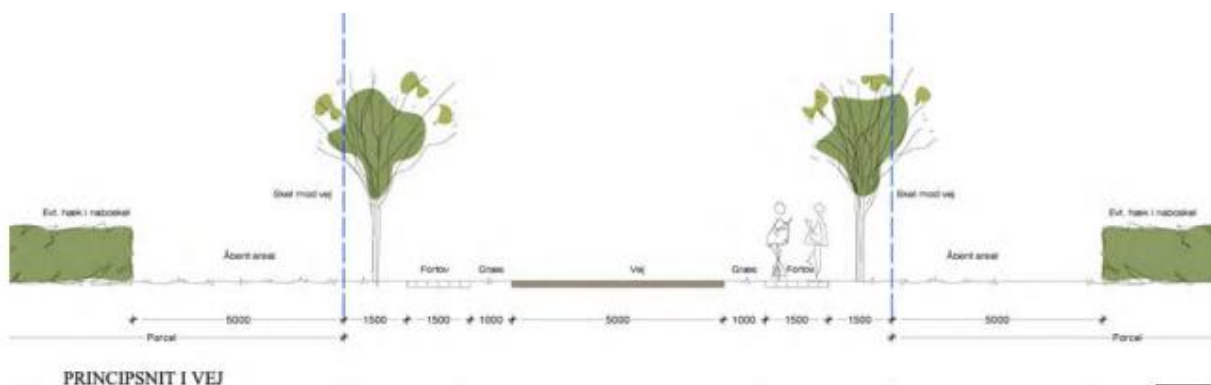 Skel mod vej
Skel mod vej
Evt. hæk i naboskel
Evt. hæk i naboskel
Åbent areal
Fortov
Græs
Vej
Græs
Fortov
Åbent areal
5000
1500
1500
1000
5000
1000
1500
1500
5000
Parcel
Parcel
PRINCIPSNIT I VEJ